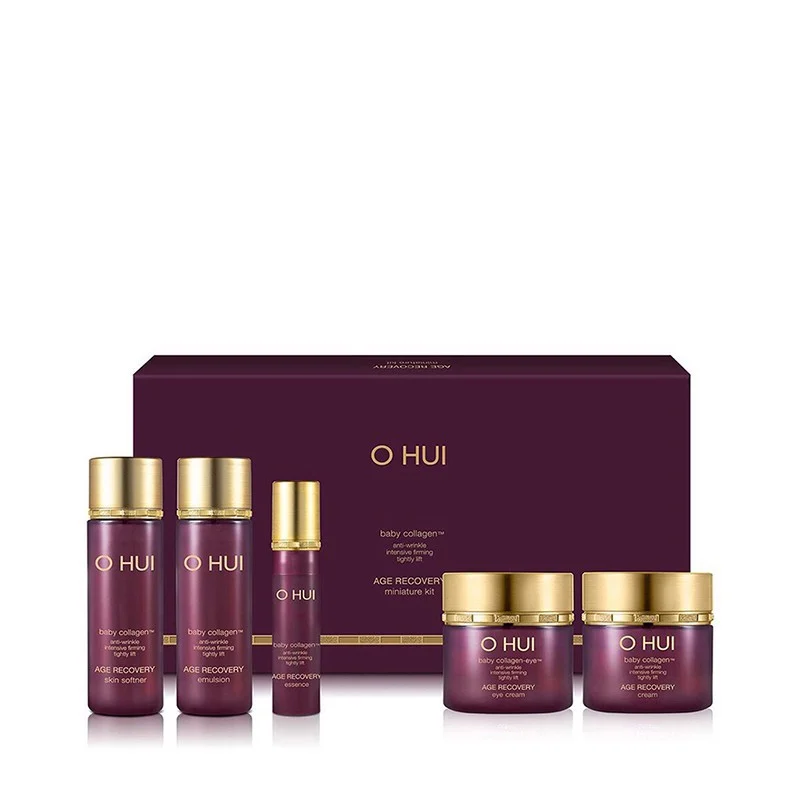 AGE RECOVERY
miniature kit
O HUI
baby collagen™
anti-wrinkle
intensive firming
tightly lift
AGE RECOVERY
miniature kit
O HUI
baby collagen™
anti-wrinkle
intensive firming
tightly lift
AGE RECOVERY
skin softner
O HUI
baby collagen™
anti-wrinkle
intensive firming
tightly lift
AGE RECOVERY
emulsion
O HUI
baby collagen™
anti-wrinkle
intensive firming
tightly lift
AGE RECOVERY
essence
O HUI
baby collagen-eye™
anti-wrinkle
intensive firming
tightly lift
AGE RECOVERY
eye cream
O HUI
baby collagen™
anti-wrinkle
intensive firming
tightly lift
AGE RECOVERY
cream